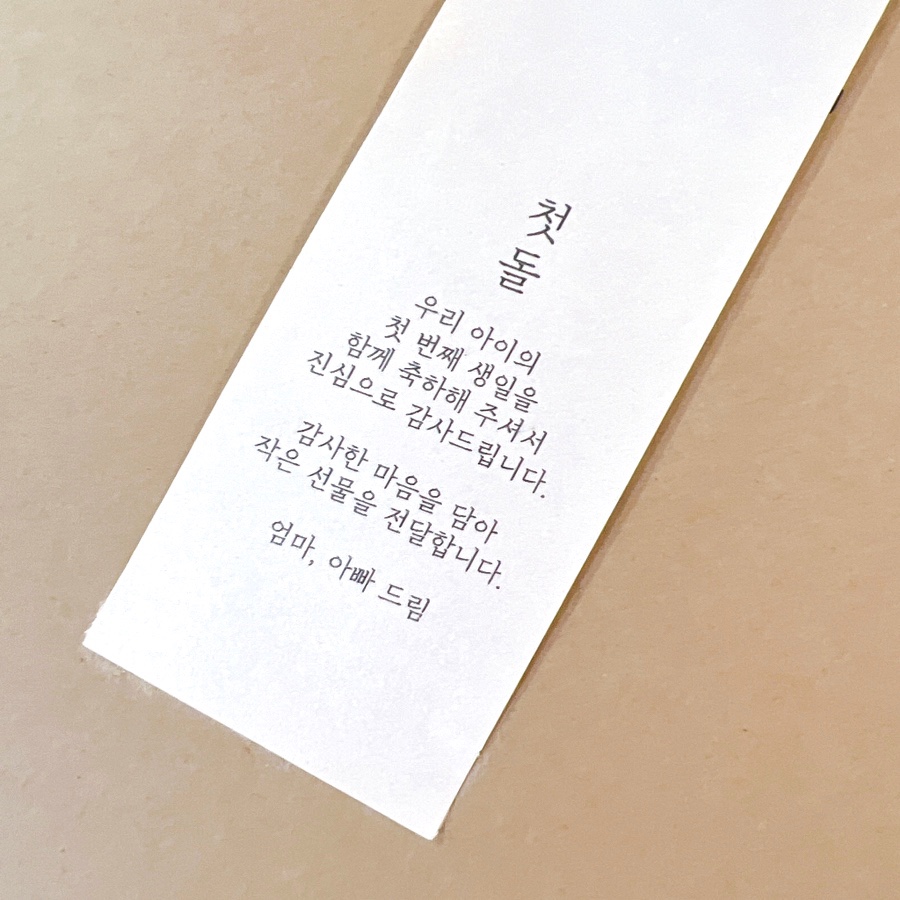 첫
돌
우리 아이의
첫 번째 생일을
함께 축하해 주셔서
진심으로 감사드립니다.
감사한 마음을 담아
작은 선물을 전달합니다.
엄마, 아빠 드림